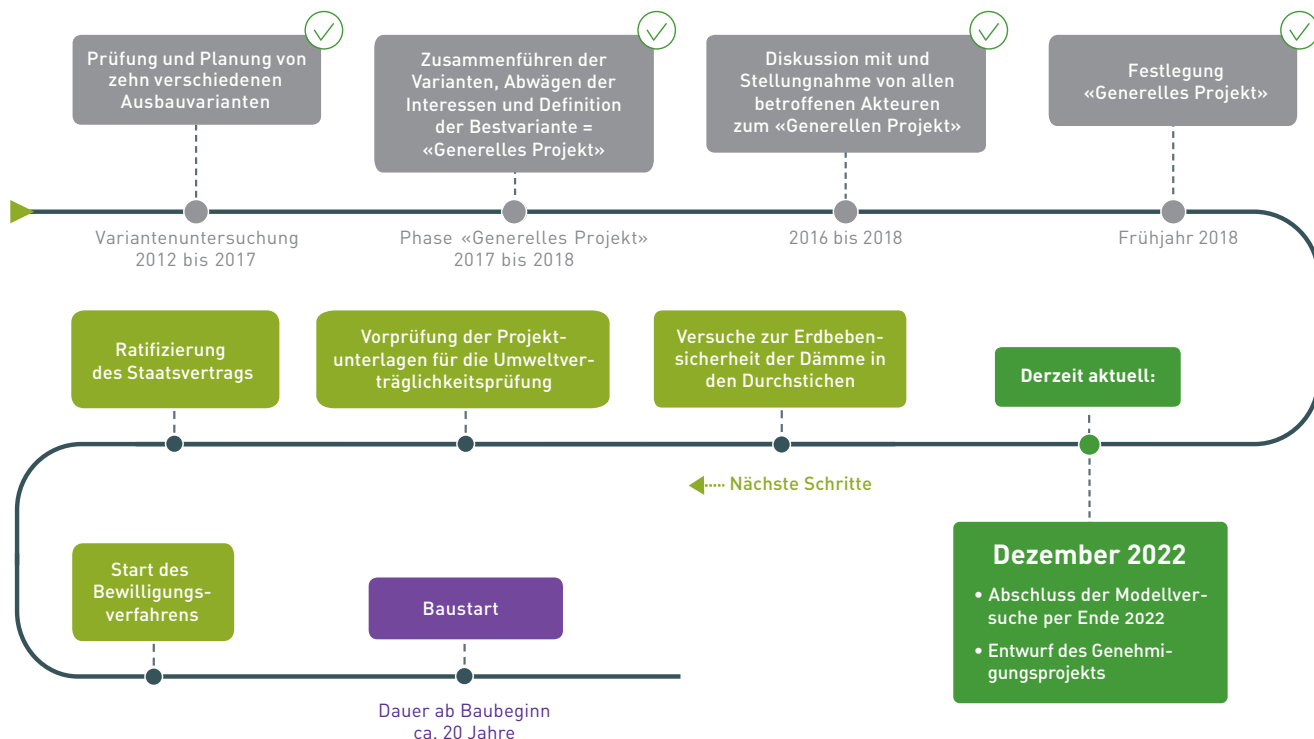 Prüfung und Planung von
zehn verschiedenen
Ausbauvarianten
Zusammenführen der
Varianten, Abwägen der
Interessen und Definition
der Bestvariante =
«Generelles Projekt»
Diskussion mit und
Stellungnahme von allen
betroffenen Akteuren
zum «Generellen Projekt»
Festlegung
«Generelles Projekt»
Variantenuntersuchung
2012 bis 2017
Phase «Generelles Projekt»
2017 bis 2018
2016 bis 2018
Frühjahr 2018
Derzeit aktuell:
Dezember 2022
• Abschluss der Modellver-
suche per Ende 2022
• Entwurf des Genehmi-
gungsprojekts
Nächste Schritte
Versuche zur Erdbeben-
sicherheit der Dämme in
den Durchstichen
Vorprüfung der Projekt-
unterlagen für die Umweltver-
träglichkeitsprüfung
Ratifizierung
des Staatsvertrags
Start des
Bewilligungs-
verfahrens
Baustart
Dauer ab Baubeginn
ca. 20 Jahre